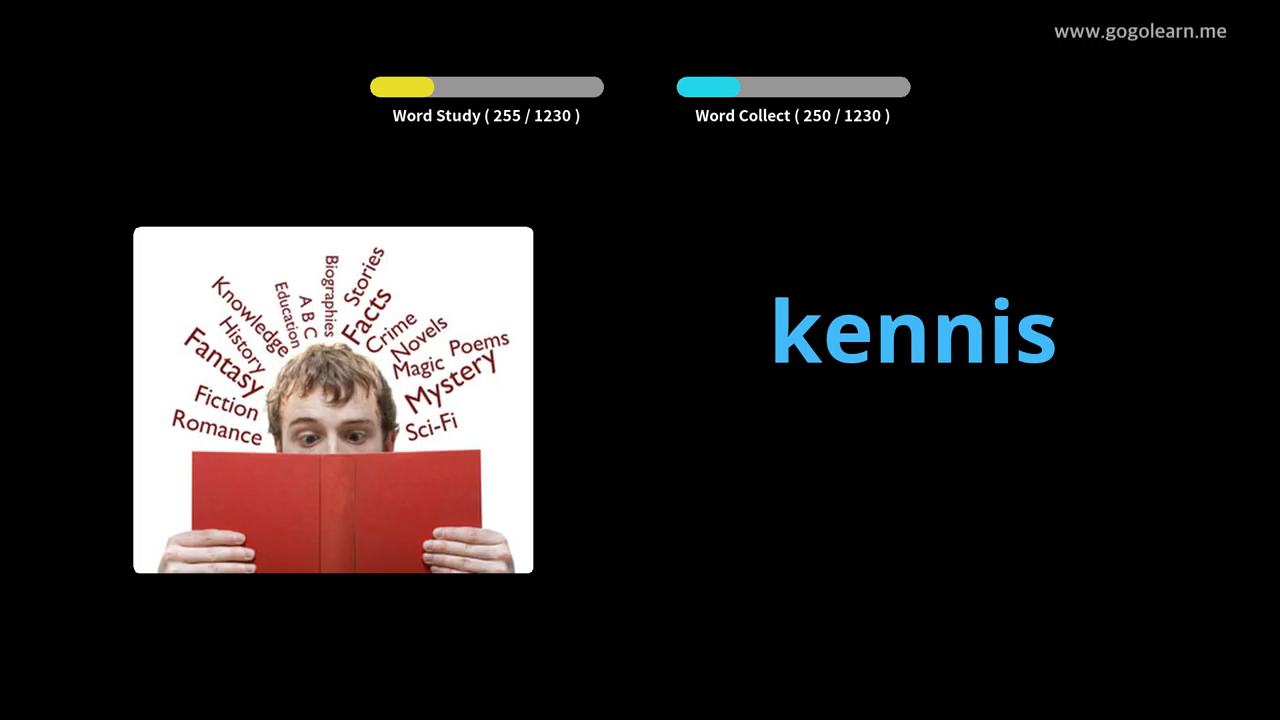 www.gogolearn.me
Word Study ( 255 / 1230 )
Word Collect ( 250 / 1230 )
Biographies
Stories
Facts
A B C
Education
Knowledge
History
Fantasy
Fiction
Romance
Crime
Novels
Poems
Magic
Mystery
Sci-Fi
kennis